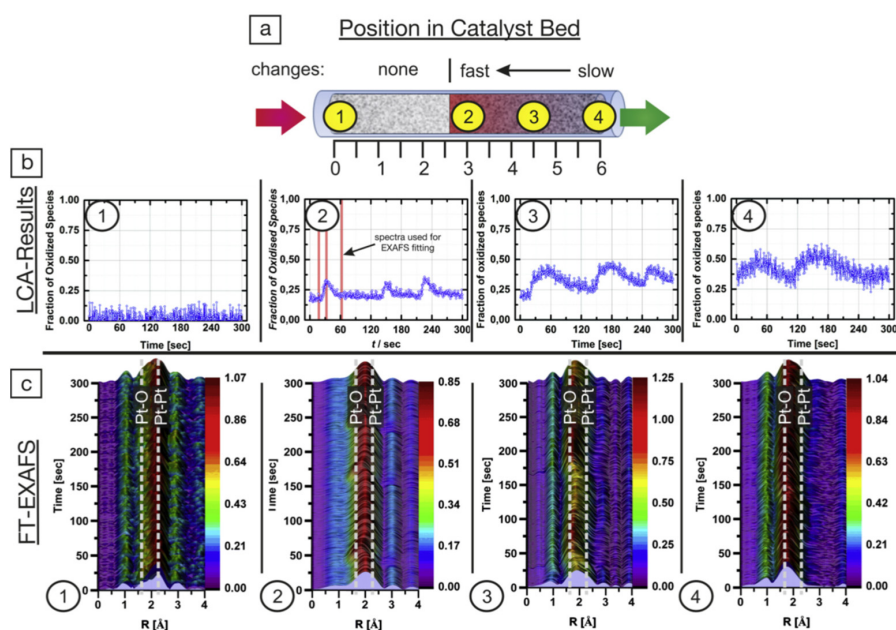 a Position in Catalyst Bed
changes: none fast slow
1 2 3 4
0 1 2 3 4 5 6
b
LCA-Results
1
Fraction of Oxidized Species
1.00
0.75
0.50
0.25
0.00
0 60 120 180 240 300
Time [sec]
2
Fraction of Oxidised Species
1,00
0,75
0,50
0,25
0,00
spectra used for
EXAFS fitting
0 60 120 180 240 300
t / sec
3
Fraction of oxidized species
1,00
0,75
0,50
0,25
0,00
0 60 120 180 240 300
Time [sec]
4
Fraction of oxidized species
1,00
0,75
0,50
0,25
0,00
0 60 120 180 240 300
Time [sec]
c
FT-EXAFS
Time [sec]
300
250
200
150
100
50
0
Pt-O
Pt-Pt
1.07
0.86
0.64
0.43
0.21
0.00
0 1 2 3 4
R [Å]
1
300
250
200
150
100
50
0
Pt-O
Pt-Pt
0.85
0.68
0.51
0.34
0.17
0.00
0 1 2 3 4
R [Å]
2
Time [sec]
300
250
200
150
100
50
0
Pt-O
Pt-Pt
1.25
1.00
0.75
0.50
0.25
0.00
0 1 2 3 4
R [Å]
3
Time [sec]
300
250
200
150
100
50
0
Pt-O
Pt-Pt
1.04
0.83
0.62
0.42
0.21
0.00
0 1 2 3 4
R [Å]
4